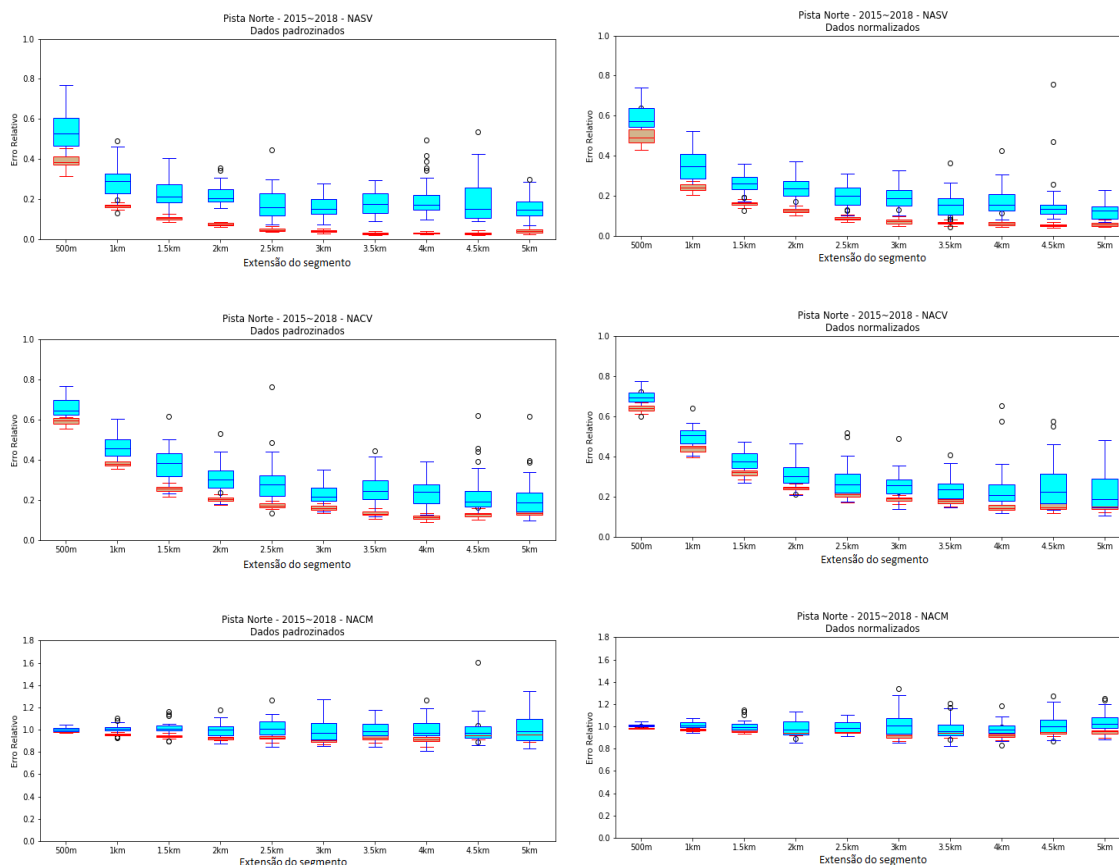 Pista Norte - 2015~2018 - NASV
Dados padrozinados
1.0
0.8
0.6
0.4
0.2
0.0
Erro Relativo
500m 1km 1.5km 2km 2.5km 3km 3.5km 4km 4.5km 5km
Extensão do segmento
Pista Norte - 2015~2018 - NASV
Dados normalizados
1.0
0.8
0.6
0.4
0.2
0.0
Erro Relativo
500m 1km 1.5km 2km 2.5km 3km 3.5km 4km 4.5km 5km
Extensão do segmento
Pista Norte - 2015~2018 - NACV
Dados padrozinados
1.0
0.8
0.6
0.4
0.2
0.0
Erro Relativo
500m 1km 1.5km 2km 2.5km 3km 3.5km 4km 4.5km 5km
Extensão do segmento
Pista Norte - 2015~2018 - NACV
Dados normalizados
1.0
0.8
0.6
0.4
0.2
0.0
Erro Relativo
500m 1km 1.5km 2km 2.5km 3km 3.5km 4km 4.5km 5km
Extensão do segmento
Pista Norte - 2015~2018 - NACM
Dados padrozinados
1.8
1.6
1.4
1.2
1.0
0.8
0.6
0.4
0.2
0.0
Erro Relativo
500m 1km 1.5km 2km 2.5km 3km 3.5km 4km 4.5km 5km
Extensão do segmento
Pista Norte - 2015~2018 - NACM
Dados normalizados
1.8
1.6
1.4
1.2
1.0
0.8
0.6
0.4
0.2
0.0
Erro Relativo
500m 1km 1.5km 2km 2.5km 3km 3.5km 4km 4.5km 5km
Extensão do segmento